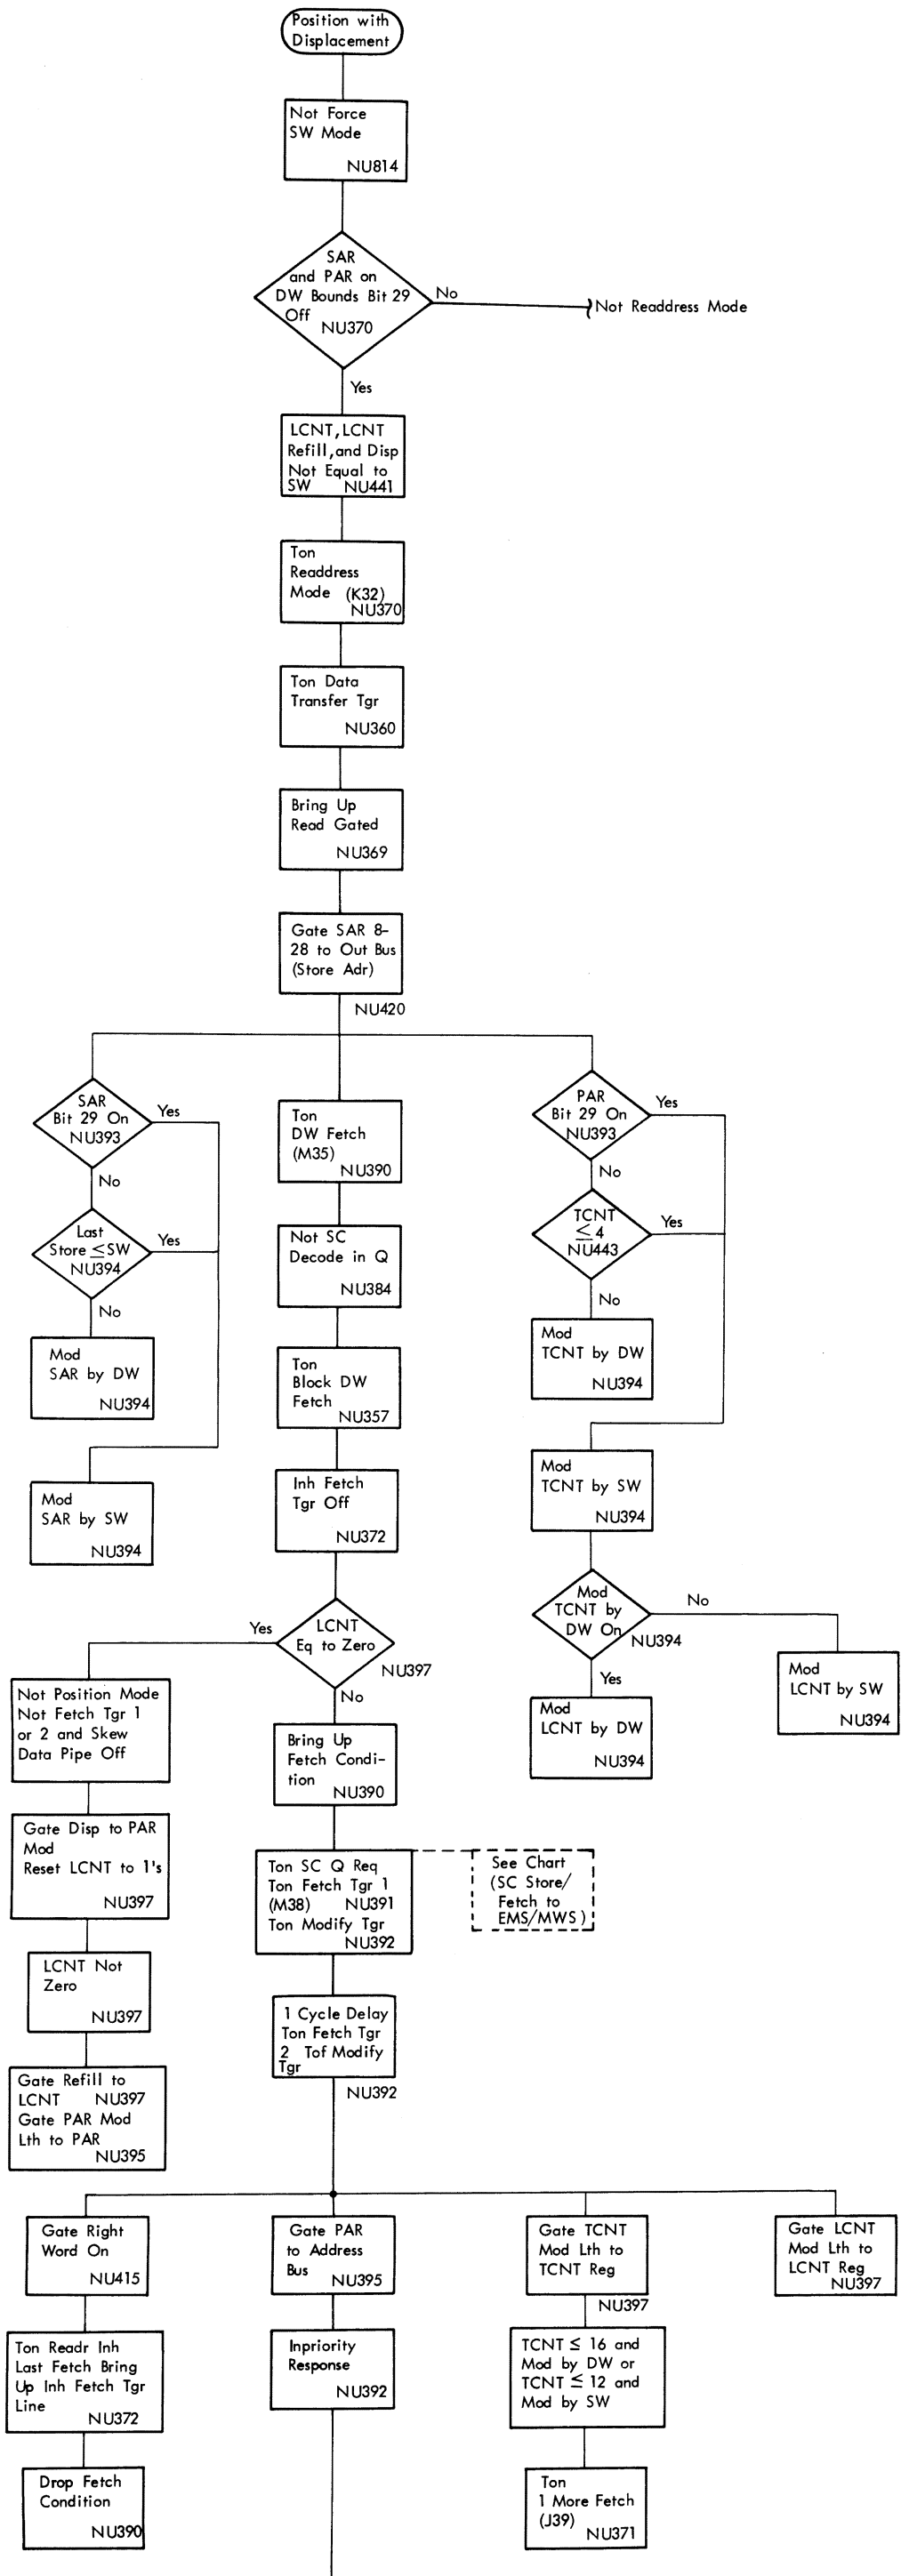 Position with
Displacement
Not Force
SW Mode
NU814
SAR
and PAR on
DW Bounds Bit 29
Off
NU370
No
Not Readdress Mode
Yes
LCNT, LCNT
Refill, and Disp
Not Equal to
SW NU441
Ton
Readdress
Mode (K32)
NU370
Ton Data
Transfer Tgr
NU360
Bring Up
Read Gated
NU369
Gate SAR 8-
28 to Out Bus
(Store Adr)
NU420
SAR
Bit 29 On
NU393
Yes
No
Last
Store ≤ SW
NU394
Yes
No
Mod
SAR by DW
NU394
Mod
SAR by SW
NU394
Ton
DW Fetch
(M35)
NU390
Not SC
Decode in Q
NU384
Ton
Block DW
Fetch
NU357
Inh Fetch
Tgr Off
NU372
PAR
Bit 29 On
NU393
Yes
No
TCNT
≤ 4
NU443
Yes
No
Mod
TCNT by DW
NU394
Mod
TCNT by SW
NU394
Mod
TCNT by
DW On
NU394
No
Yes
Mod
LCNT by SW
NU394
Mod
LCNT by DW
NU394
LCNT
Eq to Zero
NU397
Yes
No
Not Position Mode
Not Fetch Tgr 1
or 2 and Skew
Data Pipe Off
Gate Disp to PAR
Mod
Reset LCNT to 1's
NU397
LCNT Not
Zero
NU397
Gate Refill to
LCNT NU397
Gate PAR Mod
Lth to PAR
NU395
Bring Up
Fetch Condi-
tion
NU390
Ton SC Q Req
Ton Fetch Tgr 1
(M38) NU391
Ton Modify Tgr
NU392
See Chart
(SC Store/
Fetch to
EMS/MWS)
1 Cycle Delay
Ton Fetch Tgr
2 Tof Modify
Tgr
NU392
Gate Right
Word On
NU415
Ton Readr Inh
Last Fetch Bring
Up Inh Fetch Tgr
Line
NU372
Drop Fetch
Condition
NU390
Gate PAR
to Address
Bus
NU395
Inpriority
Response
NU392
Gate TCNT
Mod Lth to
TCNT Reg
NU397
TCNT ≤ 16 and
Mod by DW or
TCNT ≤ 12 and
Mod by SW
Ton
1 More Fetch
(J39)
NU371
Gate LCNT
Mod Lth to
LCNT Reg
NU397